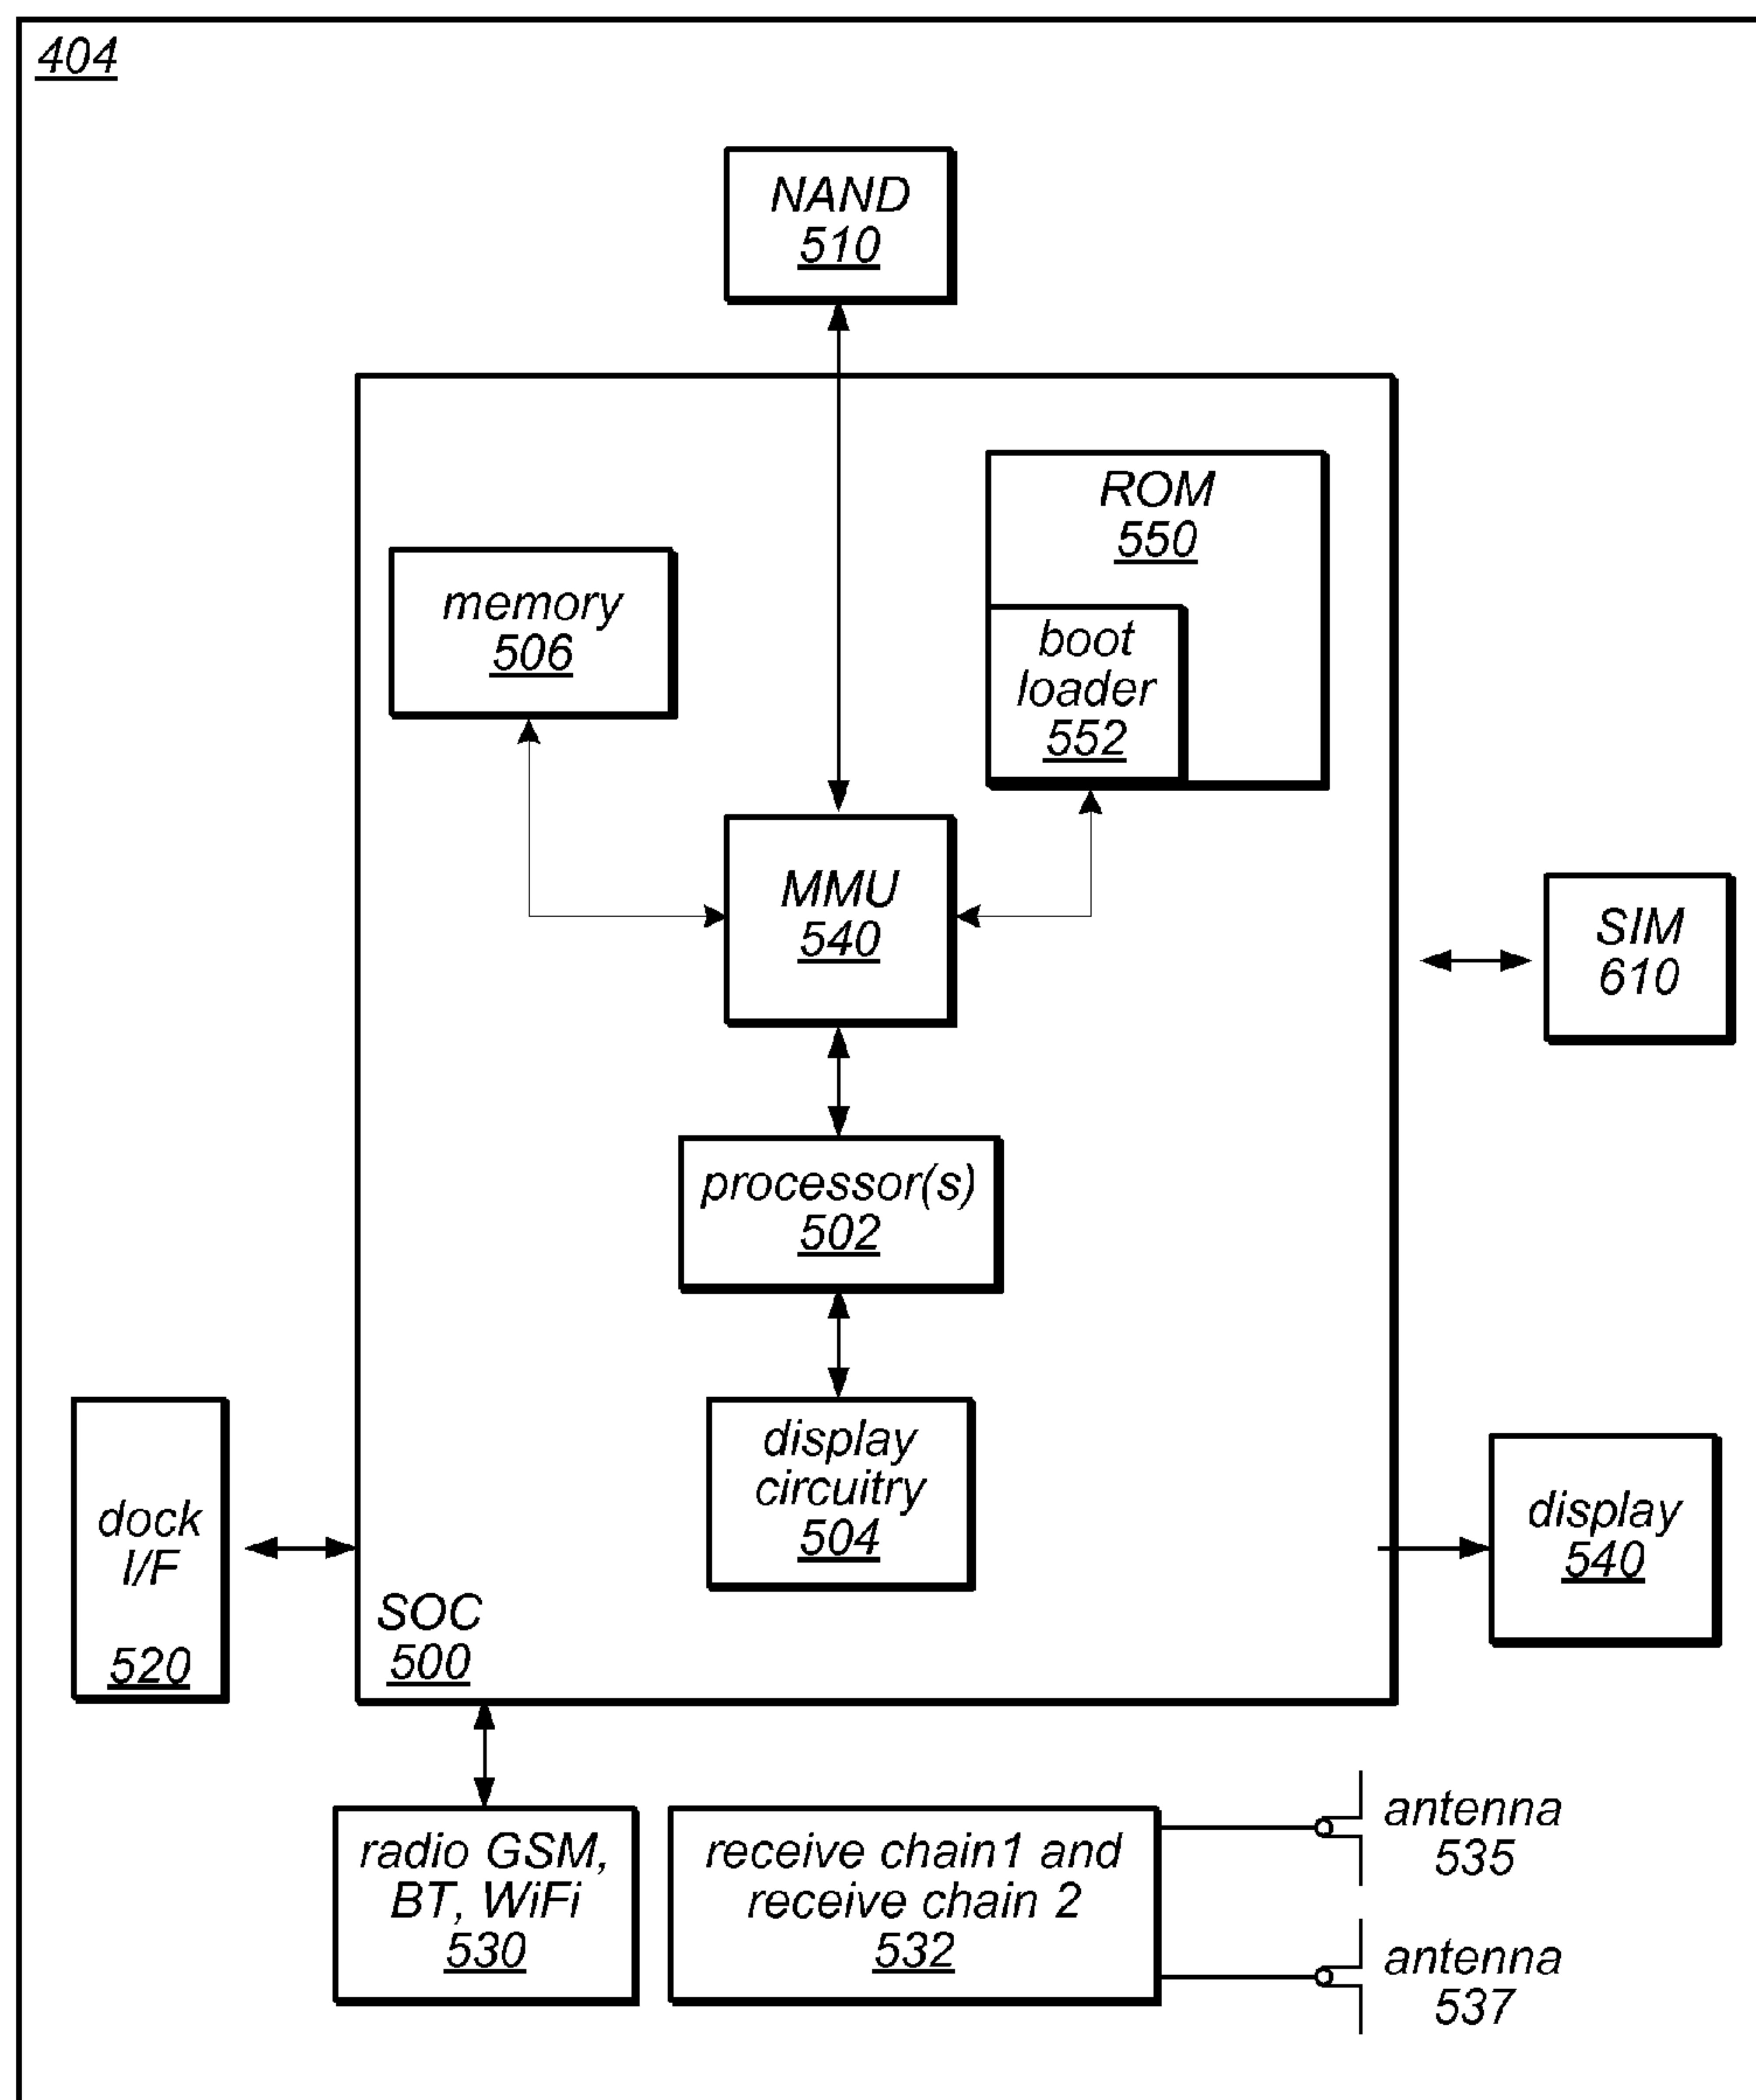 404
NAND
510
ROM
550
memory
506
boot
loader
552
MMU
540
SIM
610
processor(s)
502
display
circuitry
504
dock
I/F
520
display
540
SOC
500
radio GSM,
BT, WiFi
530
receive chain1 and
receive chain 2
532
antenna
535
antenna
537